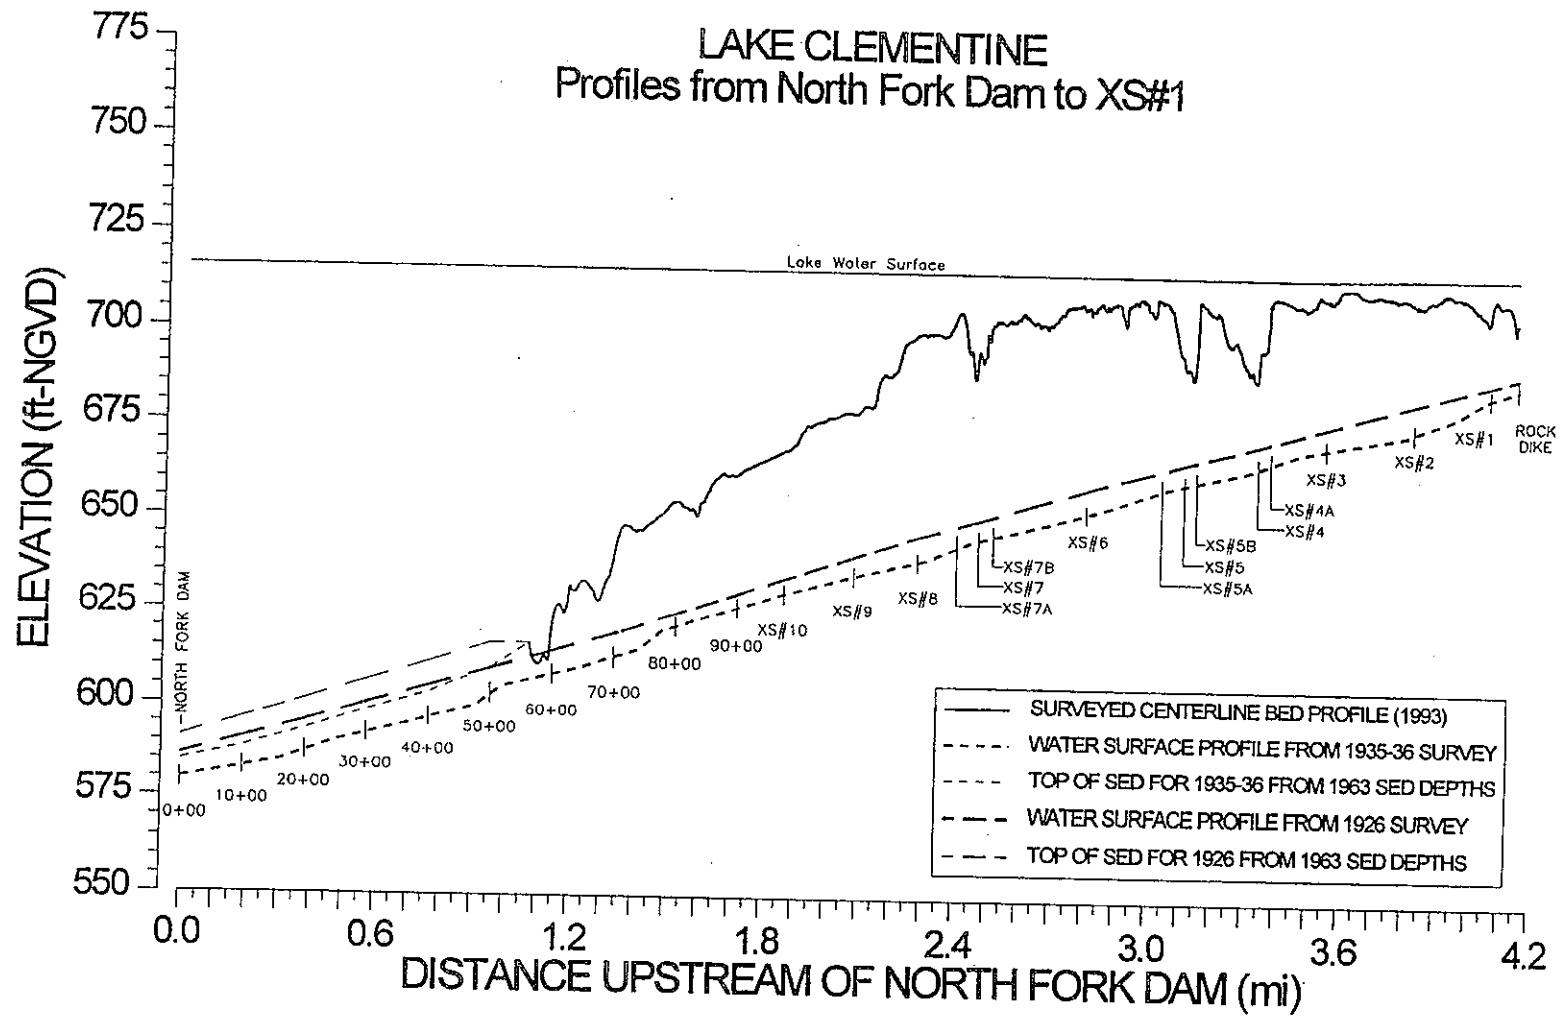 LAKE CLEMENTINE
Profiles from North Fork Dam to XS#1
775
750
725
700
675
650
625
600
575
550
ELEVATION (ft-NGVD)
Lake Water Surface
NORTH FORK DAM
0+00
10+00
20+00
30+00
40+00
50+00
60+00
70+00
80+00
90+00
XS#10
XS#9
XS#8
XS#7B
XS#7
XS#7A
XS#6
XS#5B
XS#5
XS#5A
XS#4A
XS#4
XS#3
XS#2
XS#1
ROCK
DIKE
SURVEYED CENTERLINE BED PROFILE (1993)
WATER SURFACE PROFILE FROM 1935-36 SURVEY
TOP OF SED FOR 1935-36 FROM 1963 SED DEPTHS
WATER SURFACE PROFILE FROM 1926 SURVEY
TOP OF SED FOR 1926 FROM 1963 SED DEPTHS
0.0 0.6 1.2 1.8 2.4 3.0 3.6 4.2
DISTANCE UPSTREAM OF NORTH FORK DAM (mi)